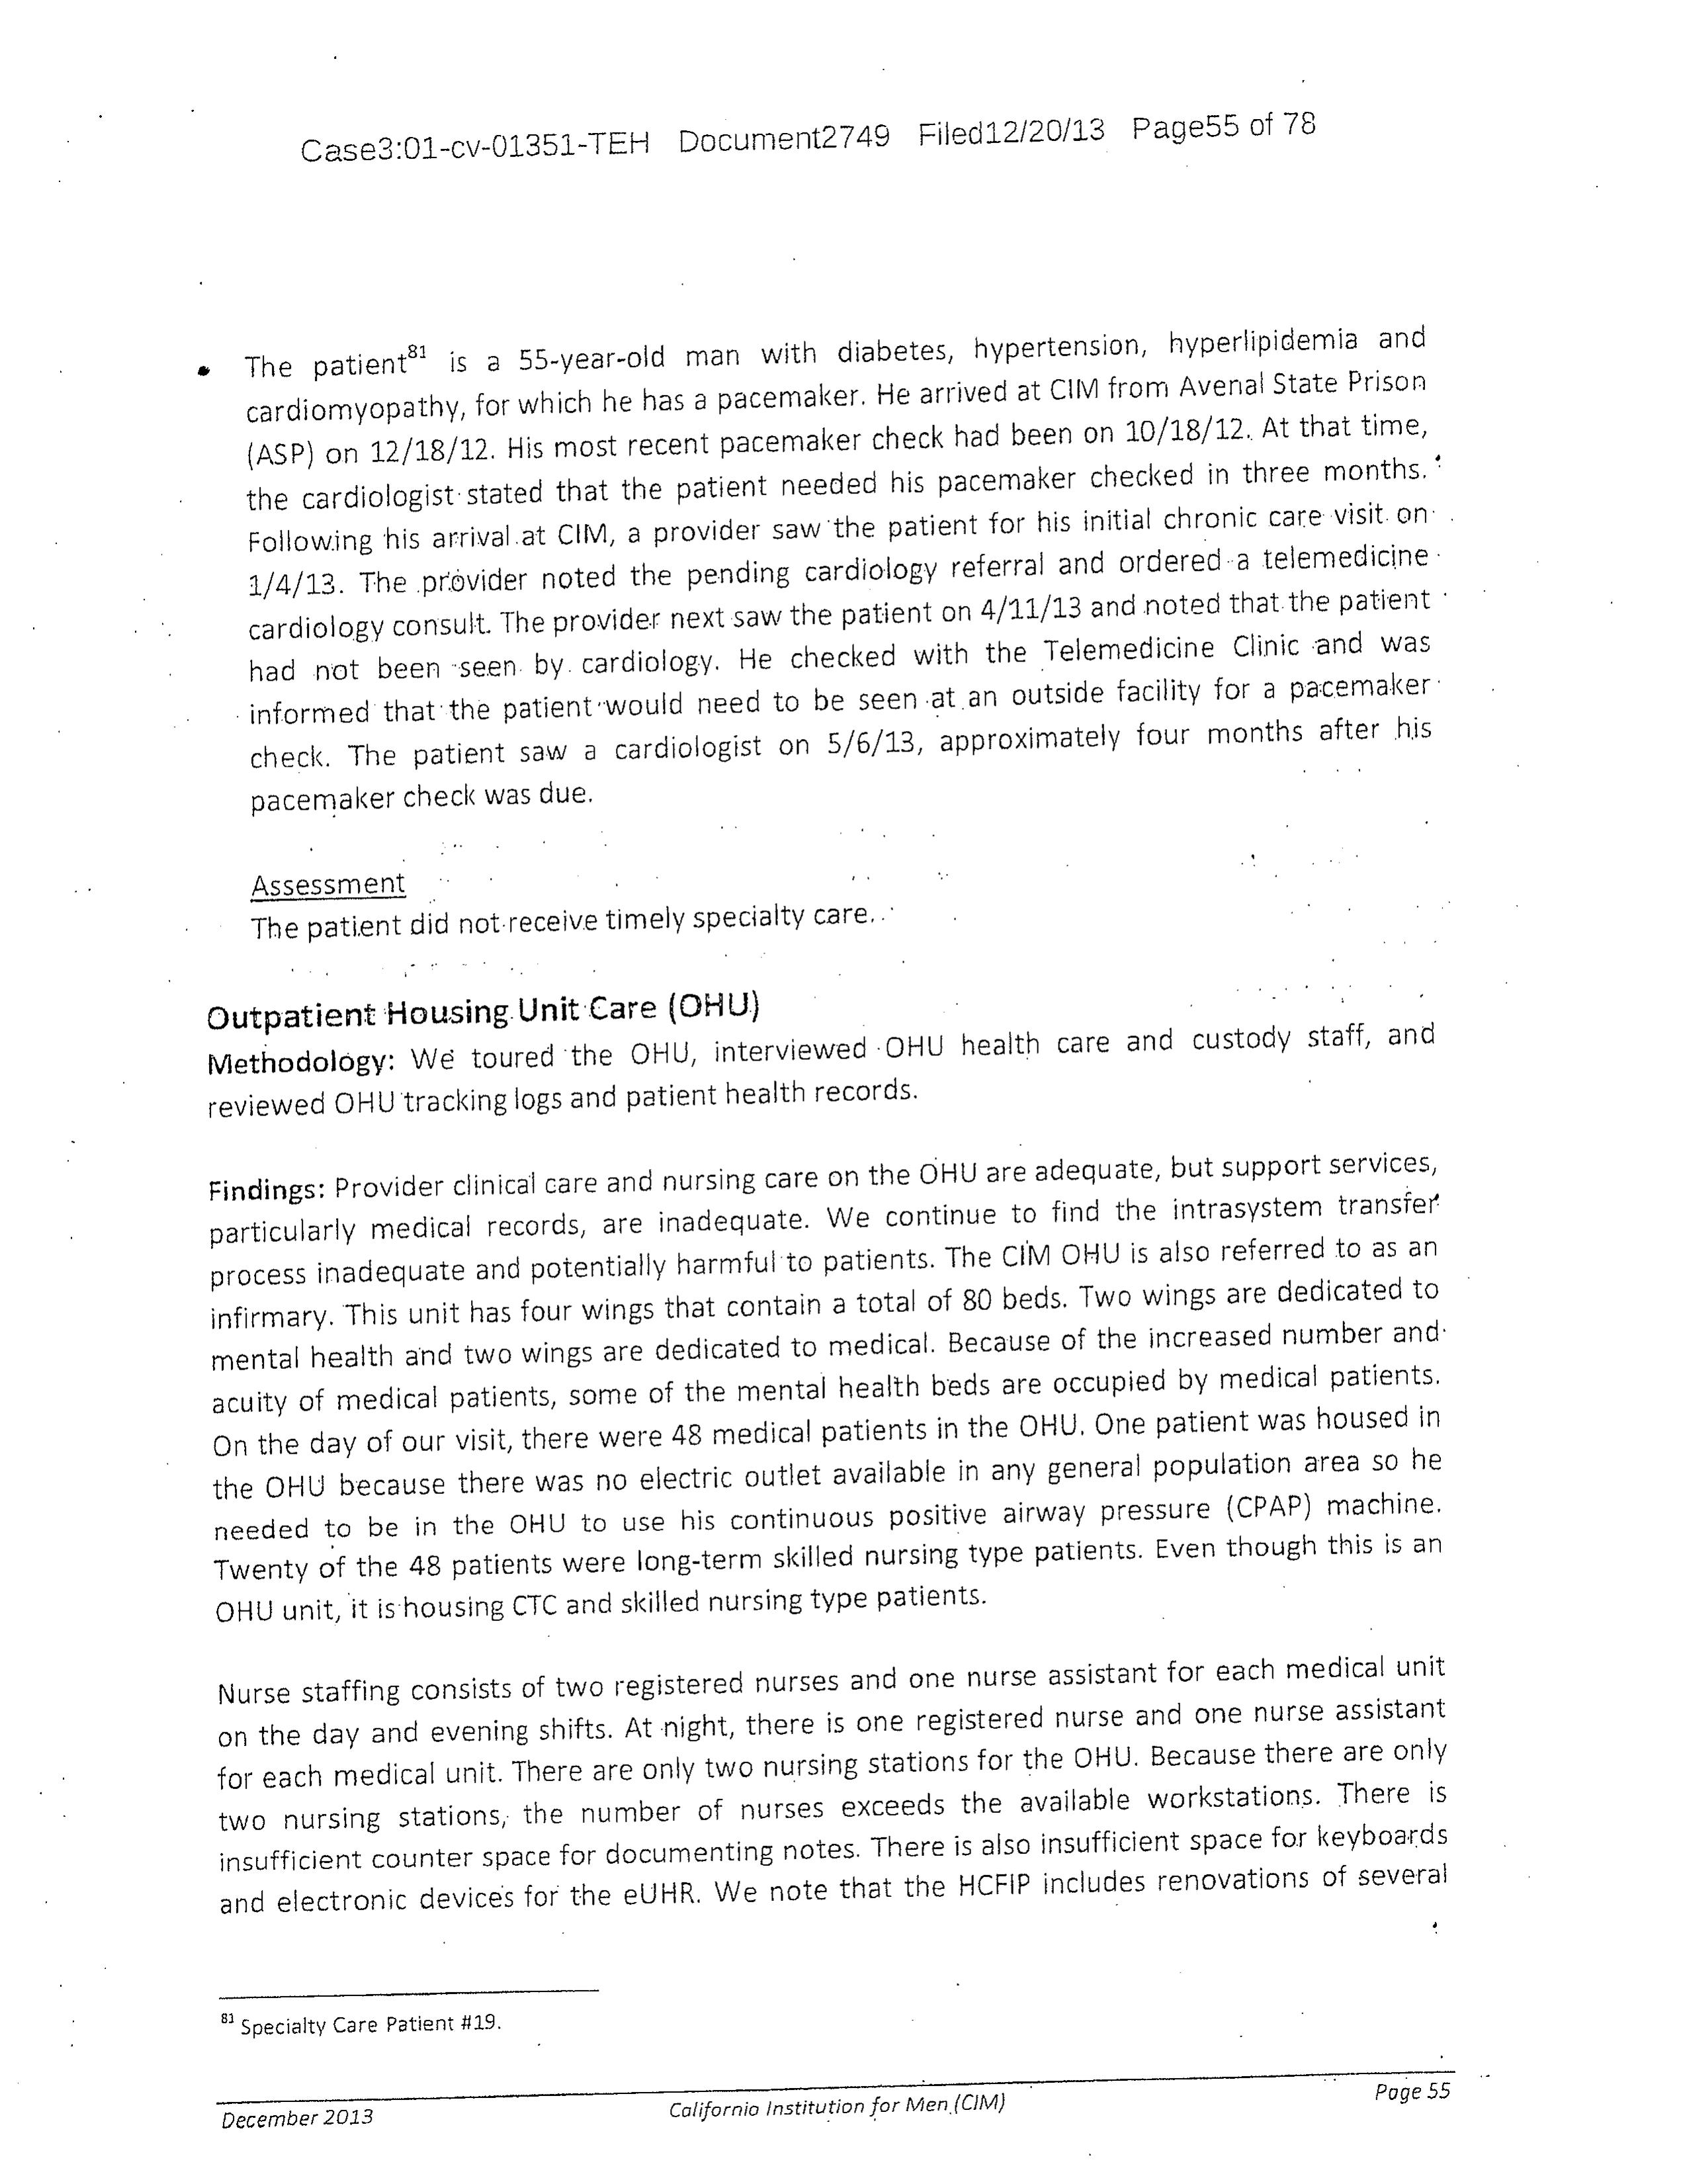 Case3:01-cv-01351-TEH Document2749 Filed12/20/13 Page55 of 78
• The patient81 is a 55-year-old man with diabetes, hypertension, hyperlipidemia and
cardiomyopathy, for which he has a pacemaker. He arrived at CIM from Avenal State Prison
(ASP) on 12/18/12. His most recent pacemaker check had been on 10/18/12. At that time,
the cardiologist stated that the patient needed his pacemaker checked in three months.
Following his arrival at CIM, a provider saw the patient for his initial chronic care visit on
1/4/13. The provider noted the pending cardiology referral and ordered a telemedicine
cardiology consult. The provider next saw the patient on 4/11/13 and noted that the patient
had not been seen by cardiology. He checked with the Telemedicine Clinic and was
informed that the patient would need to be seen at an outside facility for a pacemaker
check. The patient saw a cardiologist on 5/6/13, approximately four months after his
pacemaker check was due.
Assessment
The patient did not receive timely specialty care.
Outpatient Housing Unit Care (OHU)
Methodology: We toured the OHU, interviewed OHU health care and custody staff, and
reviewed OHU tracking logs and patient health records.
Findings: Provider clinical care and nursing care on the OHU are adequate, but support services,
particularly medical records, are inadequate. We continue to find the intrasystem transfer
process inadequate and potentially harmful to patients. The CIM OHU is also referred to as an
infirmary. This unit has four wings that contain a total of 80 beds. Two wings are dedicated to
mental health and two wings are dedicated to medical. Because of the increased number and
acuity of medical patients, some of the mental health beds are occupied by medical patients.
On the day of our visit, there were 48 medical patients in the OHU. One patient was housed in
the OHU because there was no electric outlet available in any general population area so he
needed to be in the OHU to use his continuous positive airway pressure (CPAP) machine.
Twenty of the 48 patients were long-term skilled nursing type patients. Even though this is an
OHU unit, it is housing CTC and skilled nursing type patients.
Nurse staffing consists of two registered nurses and one nurse assistant for each medical unit
on the day and evening shifts. At night, there is one registered nurse and one nurse assistant
for each medical unit. There are only two nursing stations for the OHU. Because there are only
two nursing stations, the number of nurses exceeds the available workstations. There is
insufficient counter space for documenting notes. There is also insufficient space for keyboards
and electronic devices for the eUHR. We note that the HCFIP includes renovations of several
81 Specialty Care Patient #19.
December 2013 California Institution for Men (CIM) Page 55